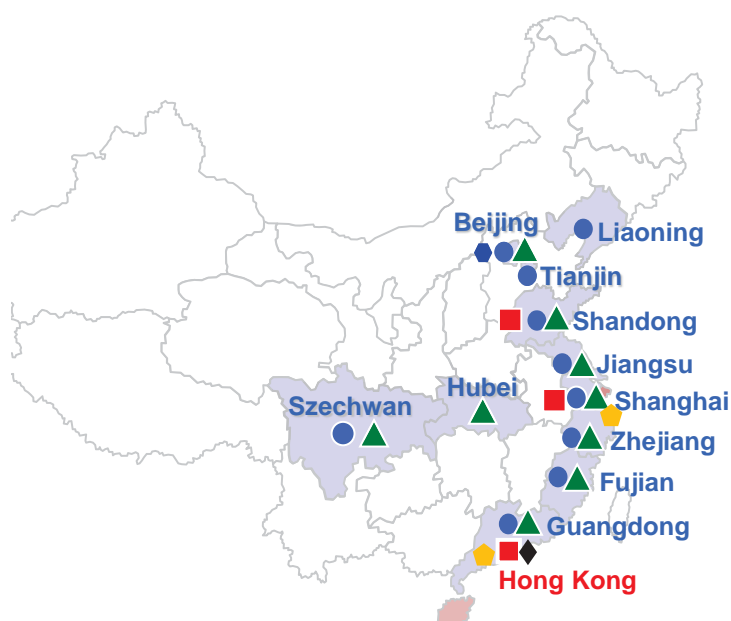 Beijing
Liaoning
Tianjin
Shandong
Jiangsu
Hubei
Shanghai
Szechwan
Zhejiang
Fujian
Guangdong
Hong Kong